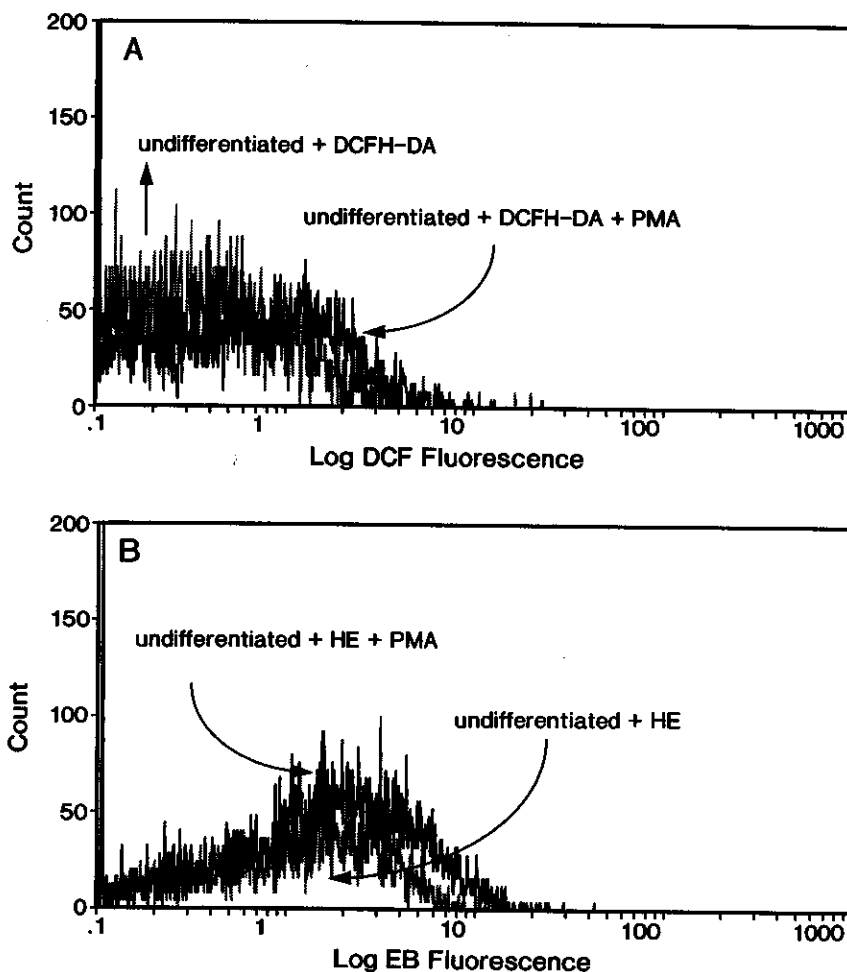 A
200
150
100
50
0
Count
undifferentiated + DCFH-DA
undifferentiated + DCFH-DA + PMA
.1
1
10
100
1000
Log DCF Fluorescence
B
200
150
100
50
0
Count
undifferentiated + HE + PMA
undifferentiated + HE
.1
1
10
100
1000
Log EB Fluorescence